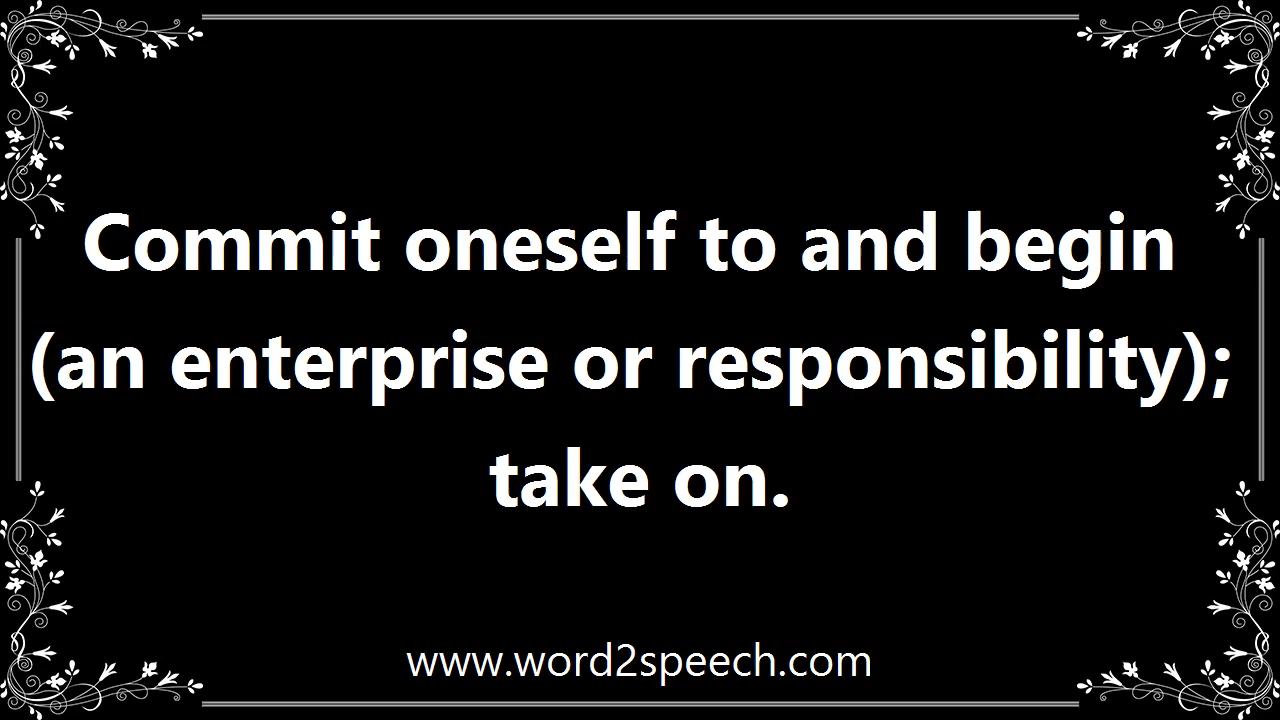 Commit oneself to and begin
(an enterprise or responsibility);
take on.
www.word2speech.com